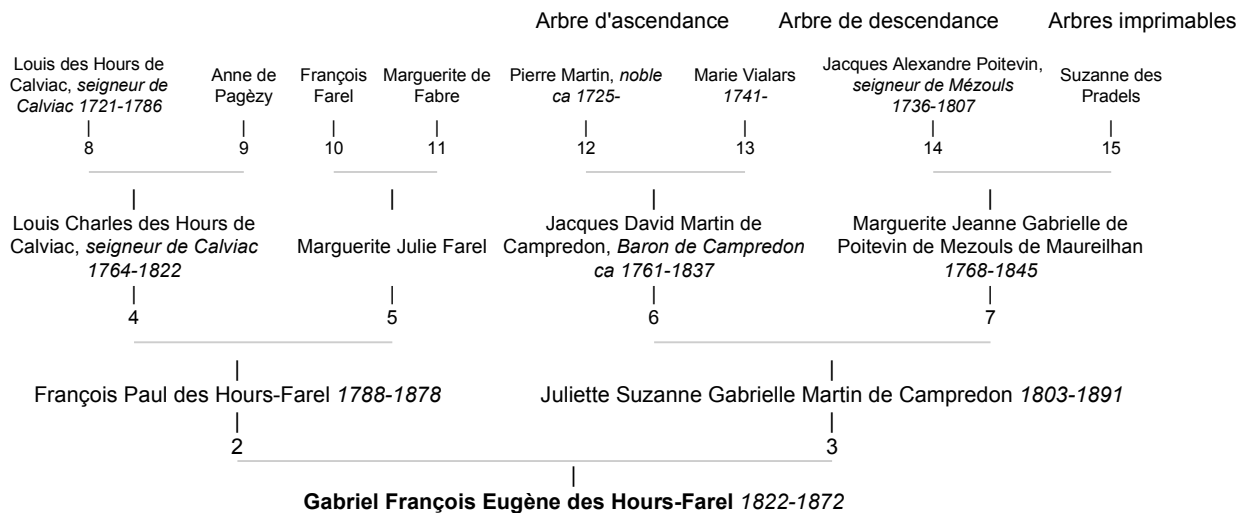 Arbre d'ascendance Arbre de descendance Arbres imprimables
Louis des Hours de
Calviac, seigneur de
Calviac 1721-1786
Anne de
Pagèzy
François
Farel
Marguerite de
Fabre
Pierre Martin, noble
ca 1725-
Marie Vialars
1741-
Jacques Alexandre Poitevin,
seigneur de Mézouls
1736-1807
Suzanne des
Pradels
8 9 10 11 12 13 14 15
Louis Charles des Hours de
Calviac, seigneur de Calviac
1764-1822
Marguerite Julie Farel
Jacques David Martin de
Campredon, Baron de Campredon
ca 1761-1837
Marguerite Jeanne Gabrielle de
Poitevin de Mezouls de Maureilhan
1768-1845
4 5 6 7
François Paul des Hours-Farel 1788-1878
Juliette Suzanne Gabrielle Martin de Campredon 1803-1891
2 3
Gabriel François Eugène des Hours-Farel 1822-1872